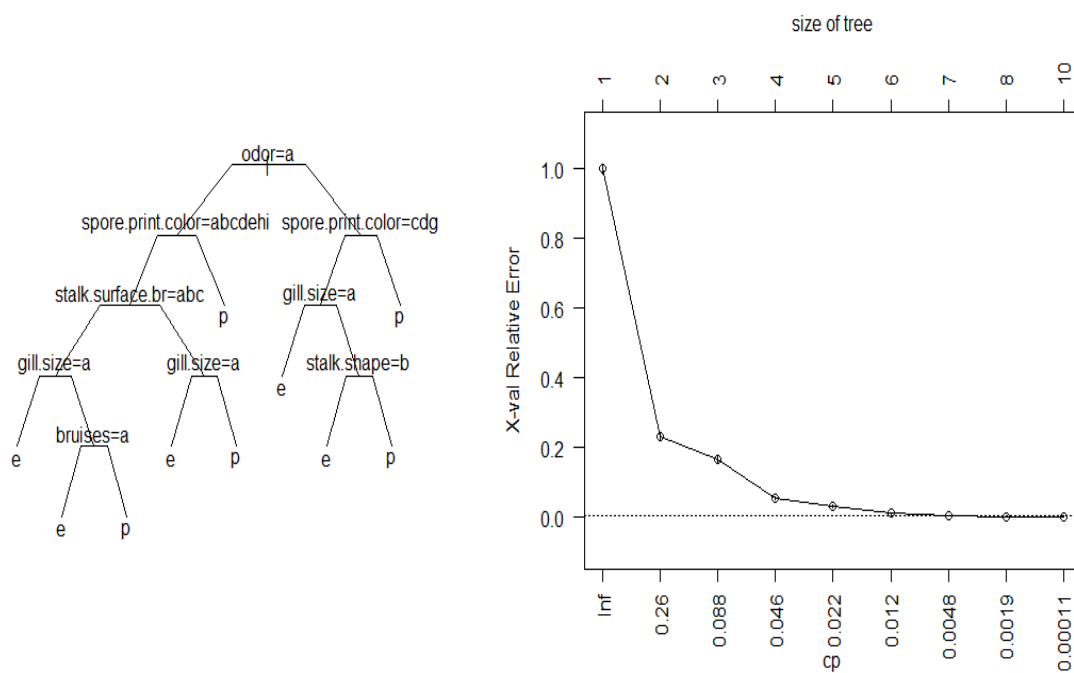 odor=a
spore.print.color=abcdehi spore.print.color=cdg
stalk.surface.br=abc gill.size=a
p p
gill.size=a gill.size=a stalk.shape=b
e
bruises=a
e e p e p
e p
size of tree
1 2 3 4 5 6 7 8 10
X-val Relative Error
1.0
0.8
0.6
0.4
0.2
0.0
Inf 0.26 0.088 0.046 0.022 0.012 0.0048 0.0019 0.00011
cp